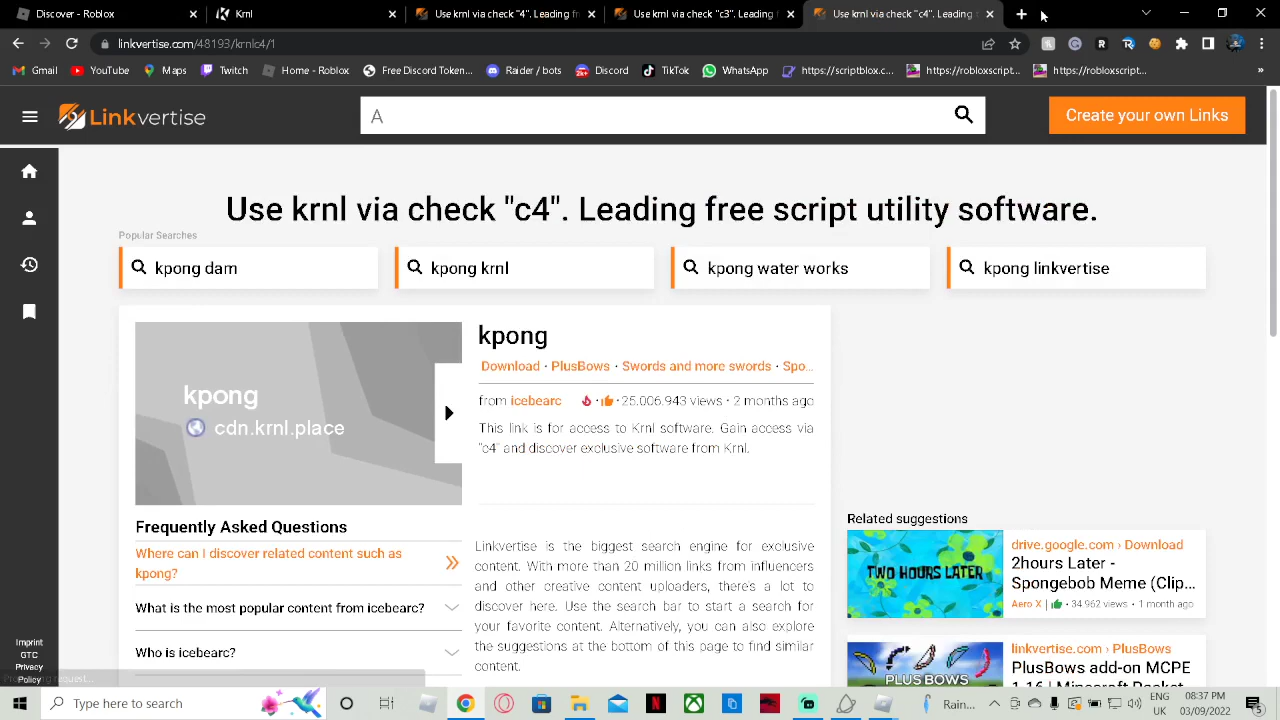 Discover - Roblox
Krnl
Use krnl via check "4". Leading fr
Use krnl via check "c3". Leading f
Use krnl via check "c4". Leading
linkvertise.com/48193/krnlc4/1
Gmail
YouTube
Maps
Twitch
Home - Roblox
Free Discord Token...
Raider / bots
Discord
TikTok
WhatsApp
https://scriptblox.c...
https://robloxscript...
https://robloxscript...
»
Linkvertise
A
Create your own Links
Use krnl via check "c4". Leading free script utility software.
Popular Searches
kpong dam
kpong krnl
kpong water works
kpong linkvertise
kpong
cdn.krnl.place
kpong
Download · PlusBows · Swords and more swords · Spo...
from icebearc · 25.006.943 views · 2 months ago
This link is for access to Krnl software. Gain access via
"c4" and discover exclusive software from Krnl.
Frequently Asked Questions
Where can I discover related content such as
kpong?
What is the most popular content from icebearc?
Who is icebearc?
Linkvertise is the biggest search engine for exclusive
content. With more than 20 million links from influencers
and other creative content uploaders, there's a lot to
discover here. Use the search bar to start a search for
your favorite content. Alternatively, you can also explore
the suggestions at the bottom of this page to find similar
content.
Related suggestions
TWO HOURS LATER
drive.google.com › Download
2hours Later -
Spongebob Meme (Clip...
Aero X | · 34 962 views · 1 month ago
PLUS BOWS
linkvertise.com › PlusBows
PlusBows add-on MCPE
1.16 | Minecraft Pocket
Imprint
GTC
Privacy
Policy
Type here to search
Rain...
ENG
UK
08:37 PM
03/09/2022
5